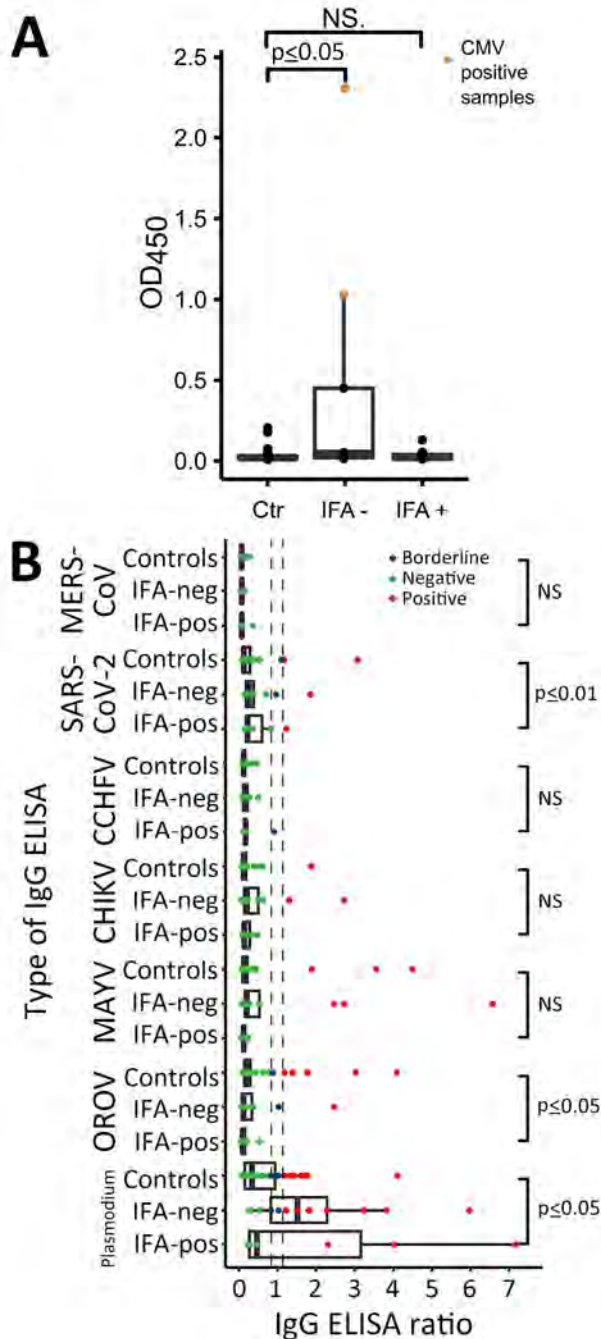 A
NS.
p≤0.05
CMV
positive
samples
2.5
2.0
1.5
1.0
0.5
0.0
OD450
Ctr
IFA -
IFA +
B
Type of IgG ELISA
MERS-
CoV
Controls
IFA-neg
IFA-pos
Borderline
Negative
Positive
NS
SARS-
CoV-2
Controls
IFA-neg
IFA-pos
p≤0.01
CCHFV
Controls
IFA-neg
IFA-pos
NS
CHIKV
Controls
IFA-neg
IFA-pos
NS
MAYV
Controls
IFA-neg
IFA-pos
NS
OROV
Controls
IFA-neg
IFA-pos
p≤0.05
Plasmodium
Controls
IFA-neg
IFA-pos
p≤0.05
0 1 2 3 4 5 6 7
IgG ELISA ratio